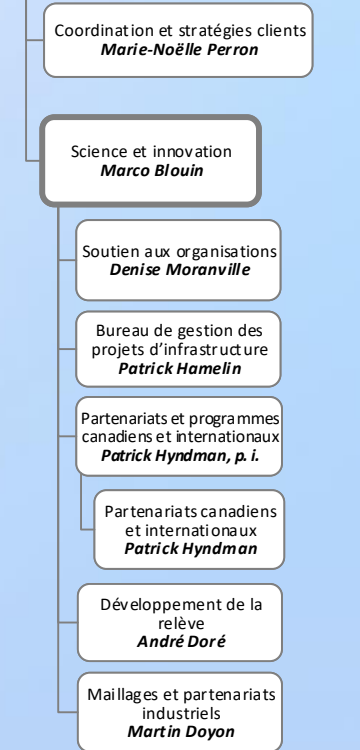 Coordination et stratégies clients
Marie-Noëlle Perron
Science et innovation
Marco Blouin
Soutien aux organisations
Denise Moranville
Bureau de gestion des
projets d’infrastructure
Patrick Hamelin
Partenariats et programmes
canadiens et internationaux
Patrick Hyndman, p. i.
Partenariats canadiens
et internationaux
Patrick Hyndman
Développement de la
relève
André Doré
Maillages et partenariats
industriels
Martin Doyon